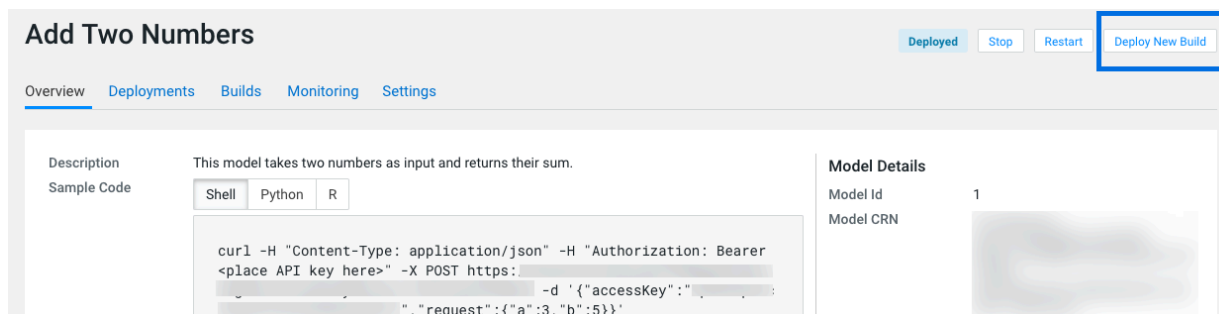 Add Two Numbers
Deployed Stop Restart Deploy New Build
Overview Deployments Builds Monitoring Settings
Description This model takes two numbers as input and returns their sum.
Sample Code
Shell Python R
curl -H "Content-Type: application/json" -H "Authorization: Bearer
<place API key here>" -X POST https:
-d '{"accessKey":"
","request":{"a":3,"b":5}}'
Model Details
Model Id 1
Model CRN